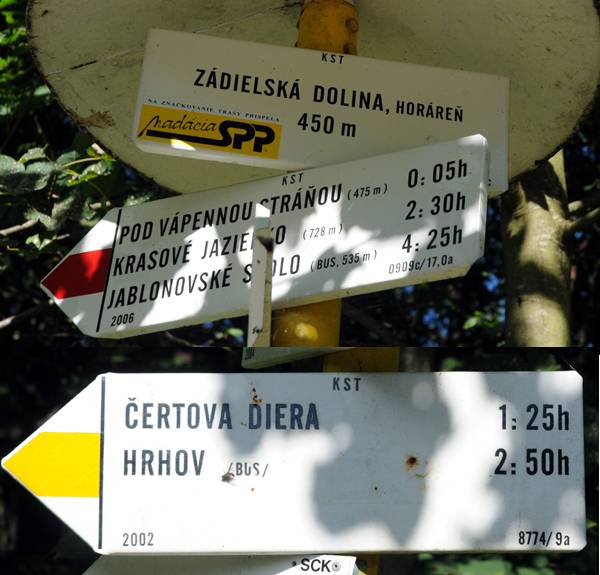 KST
ZÁDIELSKÁ DOLINA, HORÁREŇ
450 m
NA ZNAČKOVANIE TRASY PRISPELA
Nadácia SPP
KST
POD VÁPENNOU STRÁŇOU (475 m) 0:05h
KRASOVÉ (728 m) 2:30h
JABLONOVSKÉ (BUS, 535 m) 4:25h
2006 0909c/17,0a
KST
ČERTOVA DIERA 1:25h
HRHOV /BUS/ 2:50h
2002 8774/9a
SCK